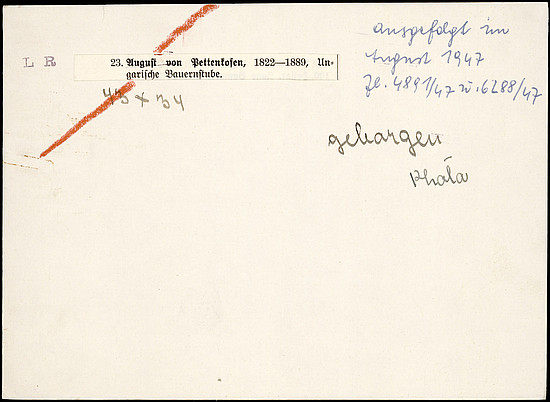 L R
23. August von Pettenkofen, 1822—1889, Un-
garische Bauernstube.
43 x 34
ausgefolgt im
August 1947
Zl. 4891/47 u. 6288/47
geborgen